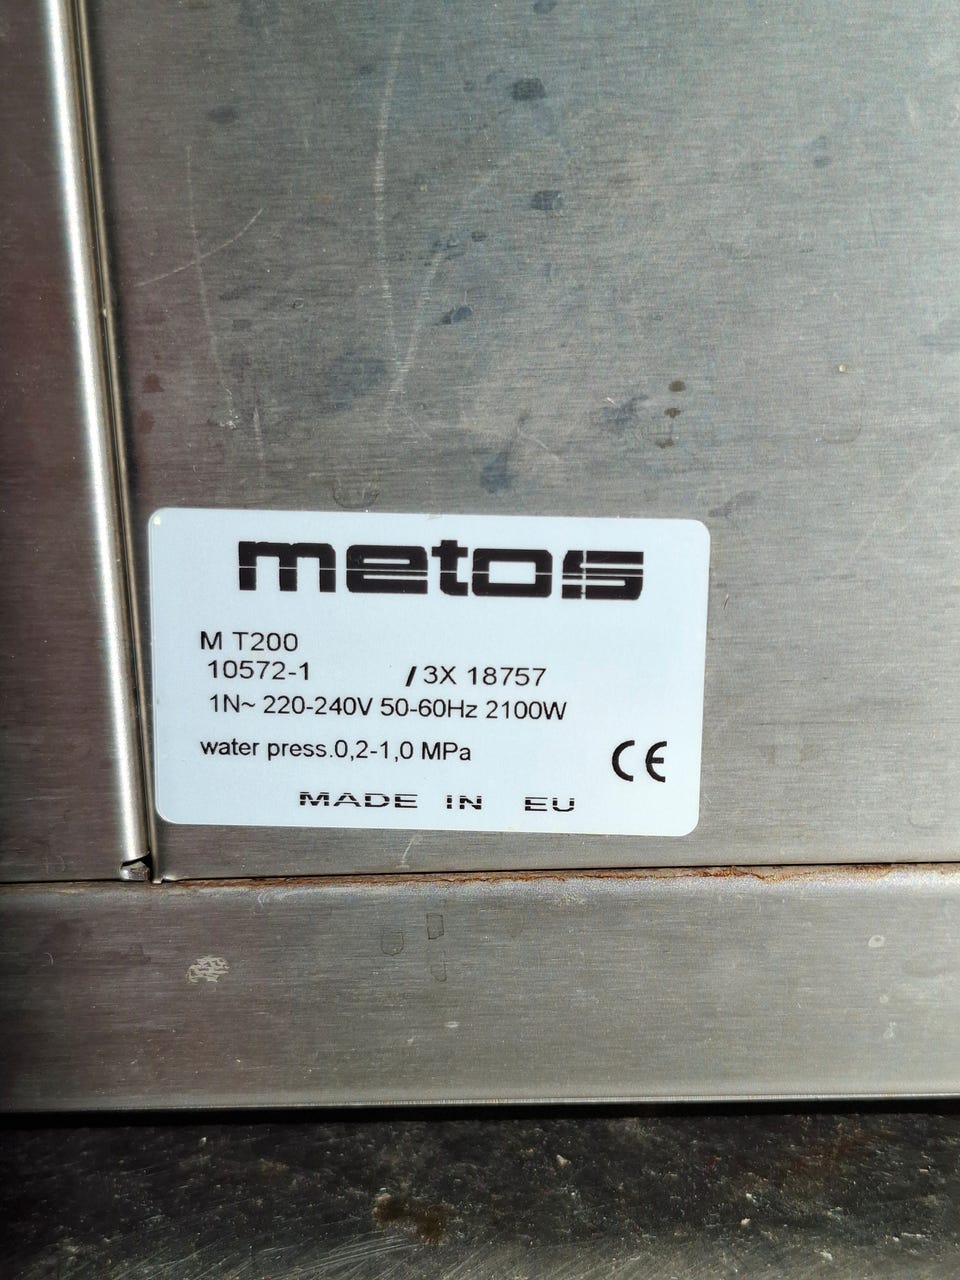 metos
M T200
10572-1 /3X 18757
1N~ 220-240V 50-60Hz 2100W
water press.0,2-1,0 MPa
CE
MADE IN EU